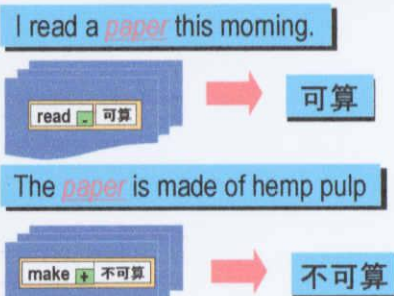 I read a paper this morning.
read - 可算
可算
The paper is made of hemp pulp
make + 不可算
不可算